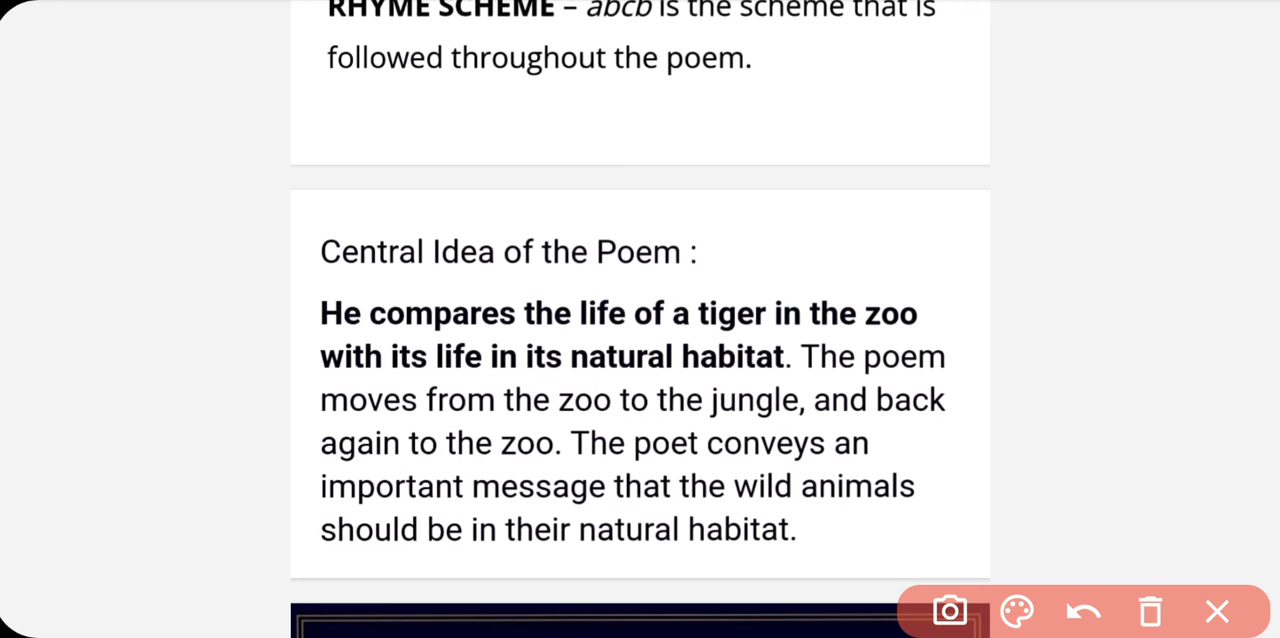 RHYME SCHEME – abcb is the scheme that is
followed throughout the poem.
Central Idea of the Poem :
He compares the life of a tiger in the zoo
with its life in its natural habitat. The poem
moves from the zoo to the jungle, and back
again to the zoo. The poet conveys an
important message that the wild animals
should be in their natural habitat.